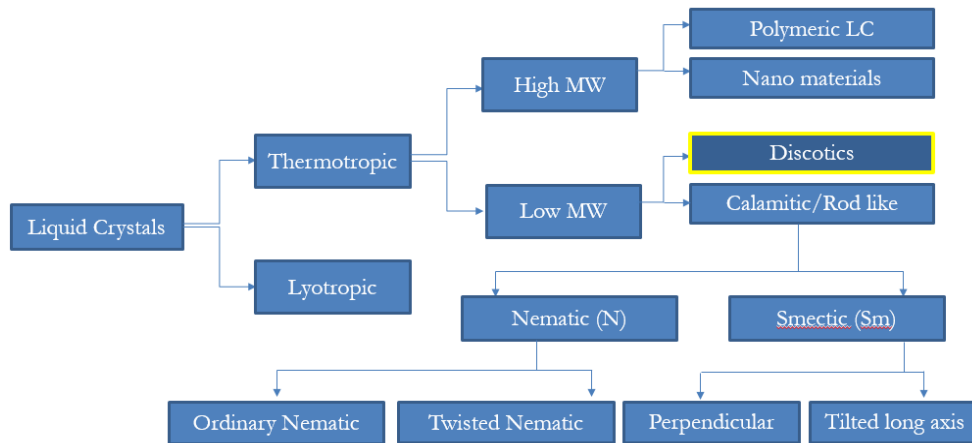 Polymeric LC
High MW
Nano materials
Thermotropic
Discotics
Low MW
Calamitic/Rod like
Liquid Crystals
Lyotropic
Nematic (N)
Smectic (Sm)
Ordinary Nematic
Twisted Nematic
Perpendicular
Tilted long axis